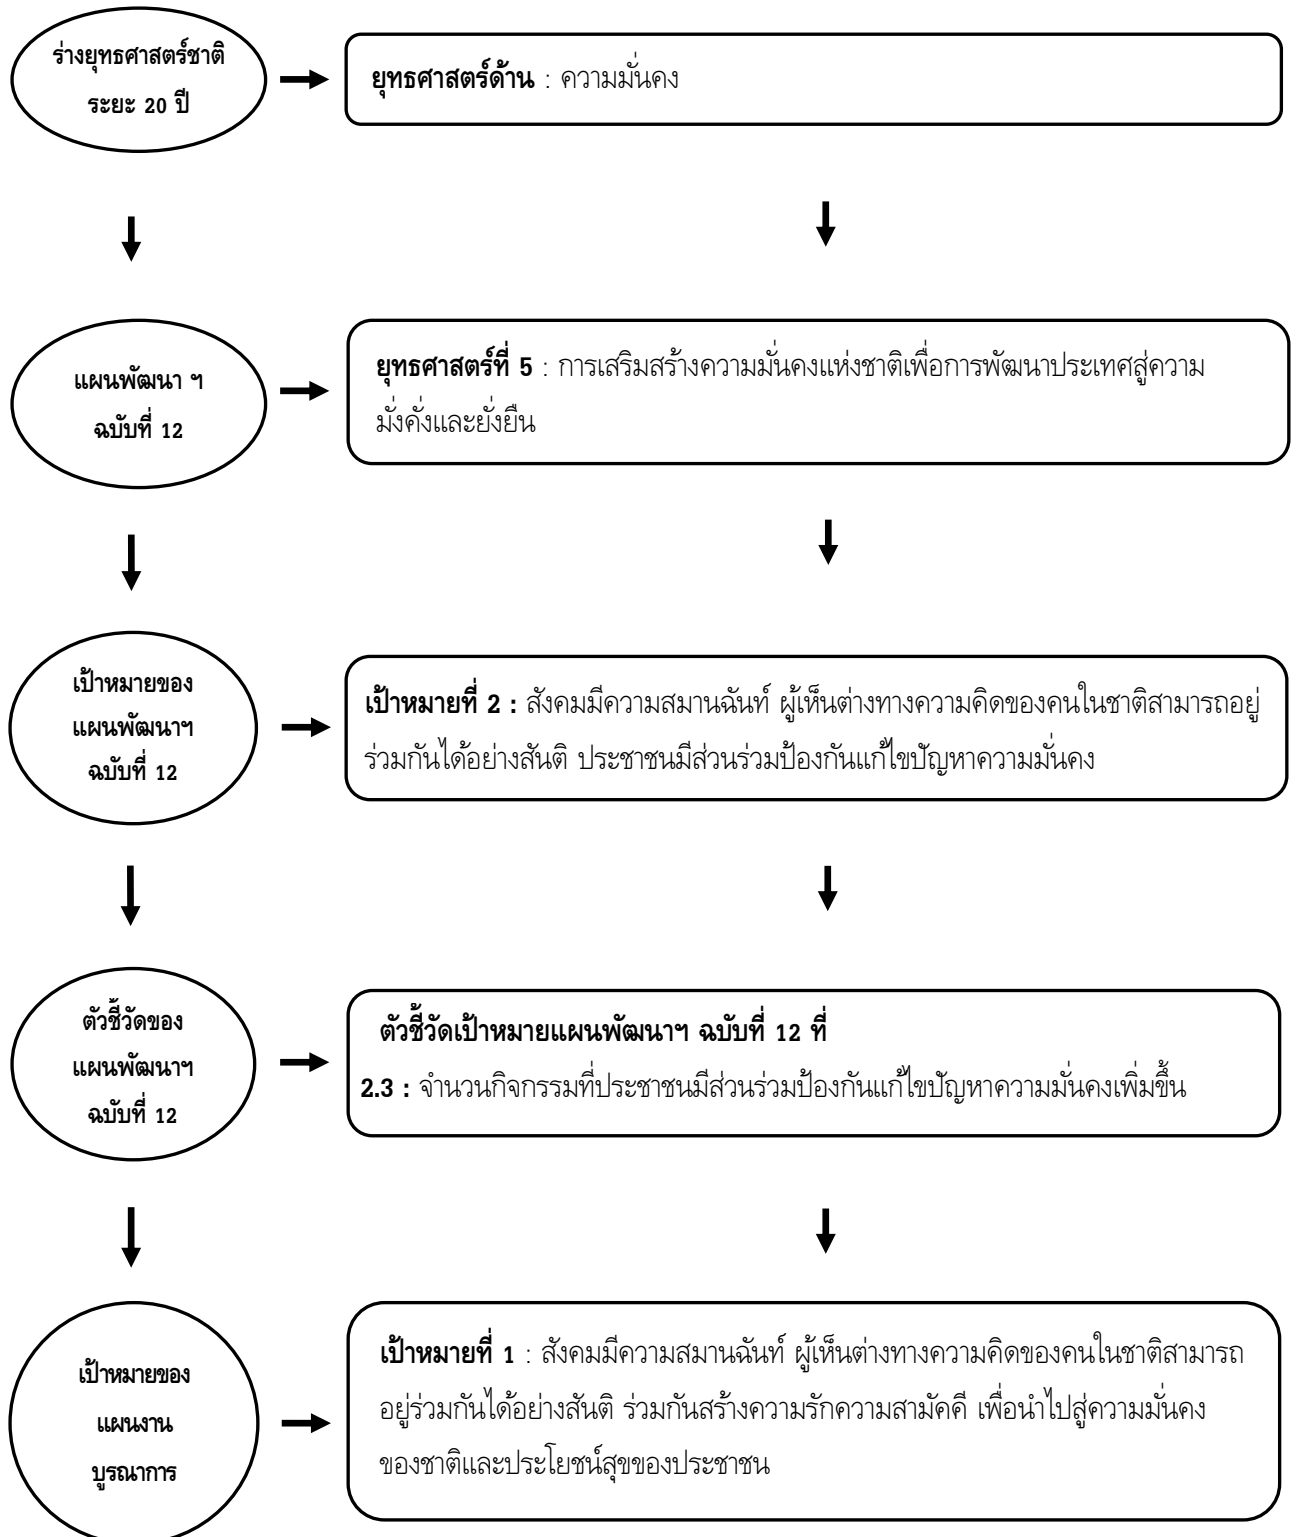 ร่างยุทธศาสตร์ชาติ
ระยะ 20 ปี
ยุทธศาสตร์ด้าน : ความมั่นคง
แผนพัฒนา ฯ
ฉบับที่ 12
ยุทธศาสตร์ที่ 5 : การเสริมสร้างความมั่นคงแห่งชาติเพื่อการพัฒนาประเทศสู่ความ
มั่งคั่งและยั่งยืน
เป้าหมายของ
แผนพัฒนาฯ
ฉบับที่ 12
เป้าหมายที่ 2 : สังคมมีความสมานฉันท์ ผู้เห็นต่างทางความคิดของคนในชาติสามารถอยู่
ร่วมกันได้อย่างสันติ ประชาชนมีส่วนร่วมป้องกันแก้ไขปัญหาความมั่นคง
ตัวชี้วัดของ
แผนพัฒนาฯ
ฉบับที่ 12
ตัวชี้วัดเป้าหมายแผนพัฒนาฯ ฉบับที่ 12 ที่
2.3 : จำนวนกิจกรรมที่ประชาชนมีส่วนร่วมป้องกันแก้ไขปัญหาความมั่นคงเพิ่มขึ้น
เป้าหมายของ
แผนงาน
บูรณาการ
เป้าหมายที่ 1 : สังคมมีความสมานฉันท์ ผู้เห็นต่างทางความคิดของคนในชาติสามารถ
อยู่ร่วมกันได้อย่างสันติ ร่วมกันสร้างความรักความสามัคคี เพื่อนำไปสู่ความมั่นคง
ของชาติและประโยชน์สุขของประชาชน